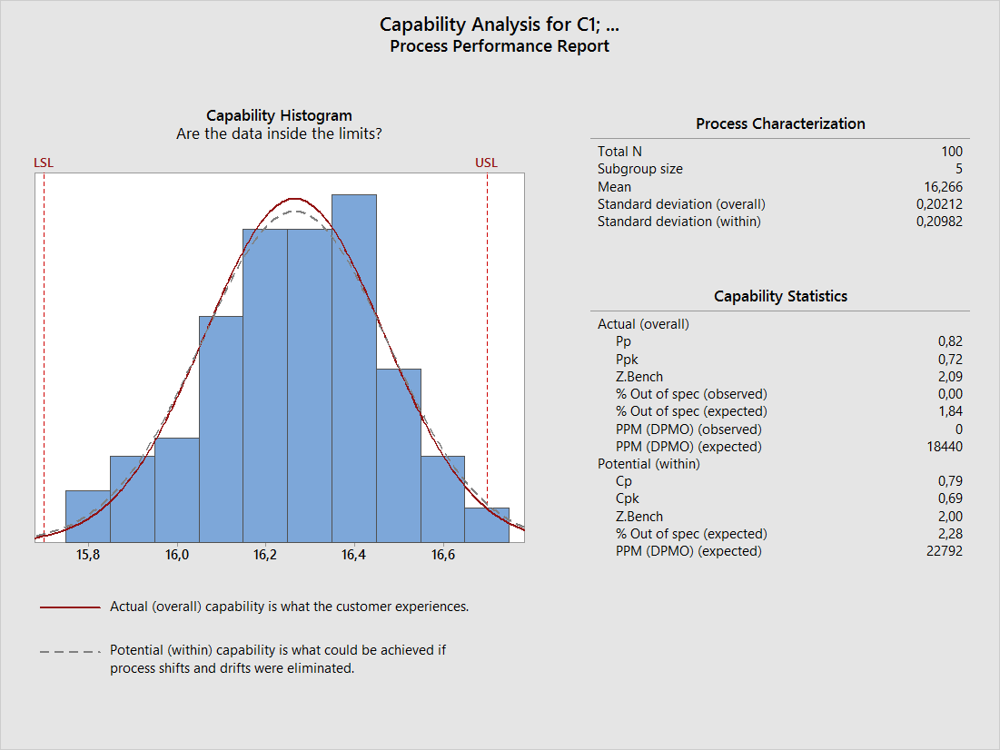 Capability Analysis for C1; ...
Process Performance Report
Capability Histogram
Are the data inside the limits?
LSL
USL
15,8
16,0
16,2
16,4
16,6
Actual (overall) capability is what the customer experiences.
Potential (within) capability is what could be achieved if
process shifts and drifts were eliminated.
Process Characterization
Total N 100
Subgroup size 5
Mean 16,266
Standard deviation (overall) 0,20212
Standard deviation (within) 0,20982
Capability Statistics
Actual (overall)
Pp 0,82
Ppk 0,72
Z.Bench 2,09
% Out of spec (observed) 0,00
% Out of spec (expected) 1,84
PPM (DPMO) (observed) 0
PPM (DPMO) (expected) 18440
Potential (within)
Cp 0,79
Cpk 0,69
Z.Bench 2,00
% Out of spec (expected) 2,28
PPM (DPMO) (expected) 22792